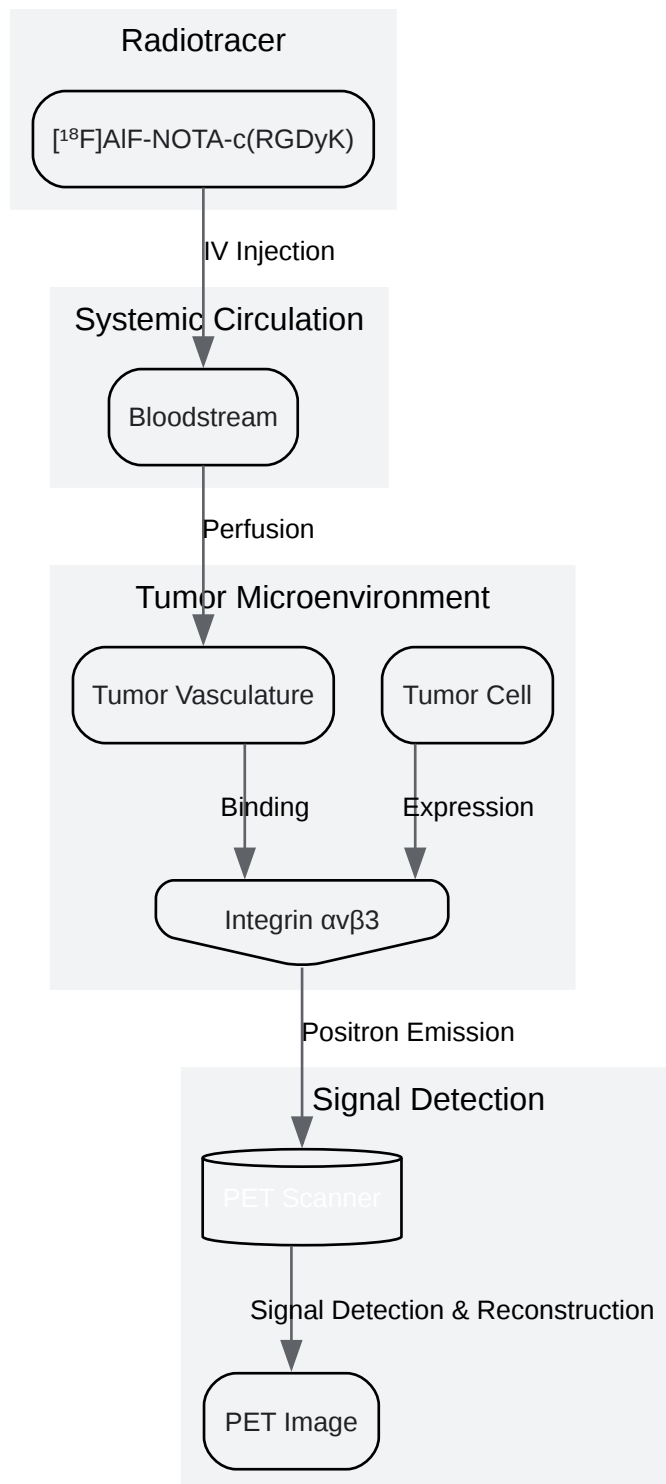 Radiotracer
[¹⁸F]AlF-NOTA-c(RGDyK)
IV Injection
Systemic Circulation
Bloodstream
Perfusion
Tumor Microenvironment
Tumor Vasculature
Tumor Cell
Binding
Expression
Integrin αvβ3
Positron Emission
Signal Detection
PET Scanner
Signal Detection & Reconstruction
PET Image